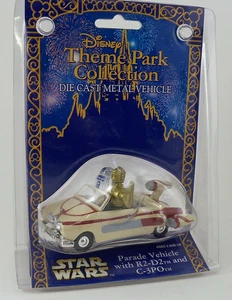 Disney
Theme Park
Collection
DIE CAST METAL VEHICLE
STAR
WARS
Parade Vehicle
with R2-D2™ and
C-3PO™